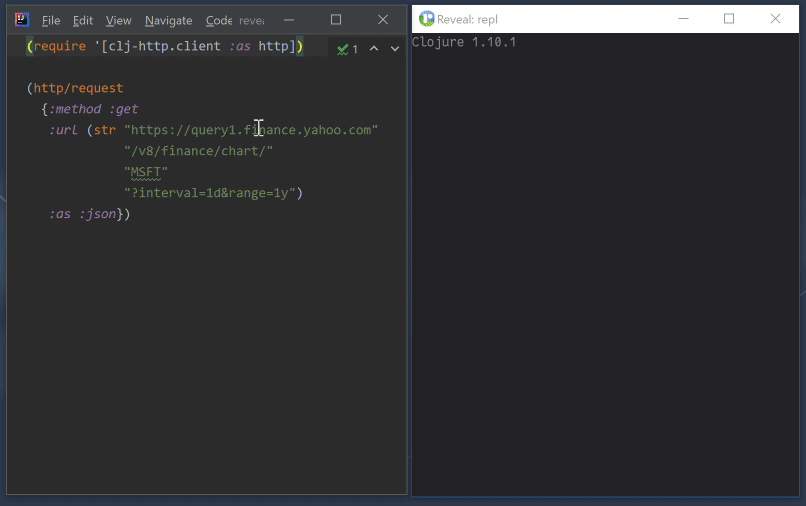 File Edit View Navigate Code revea
(require '[clj-http.client :as http])
1
(http/request
{:method :get
:url (str "https://query1.finance.yahoo.com"
"/v8/finance/chart/"
"MSFT"
"?interval=1d&range=1y")
:as :json})
Reveal: repl
Clojure 1.10.1